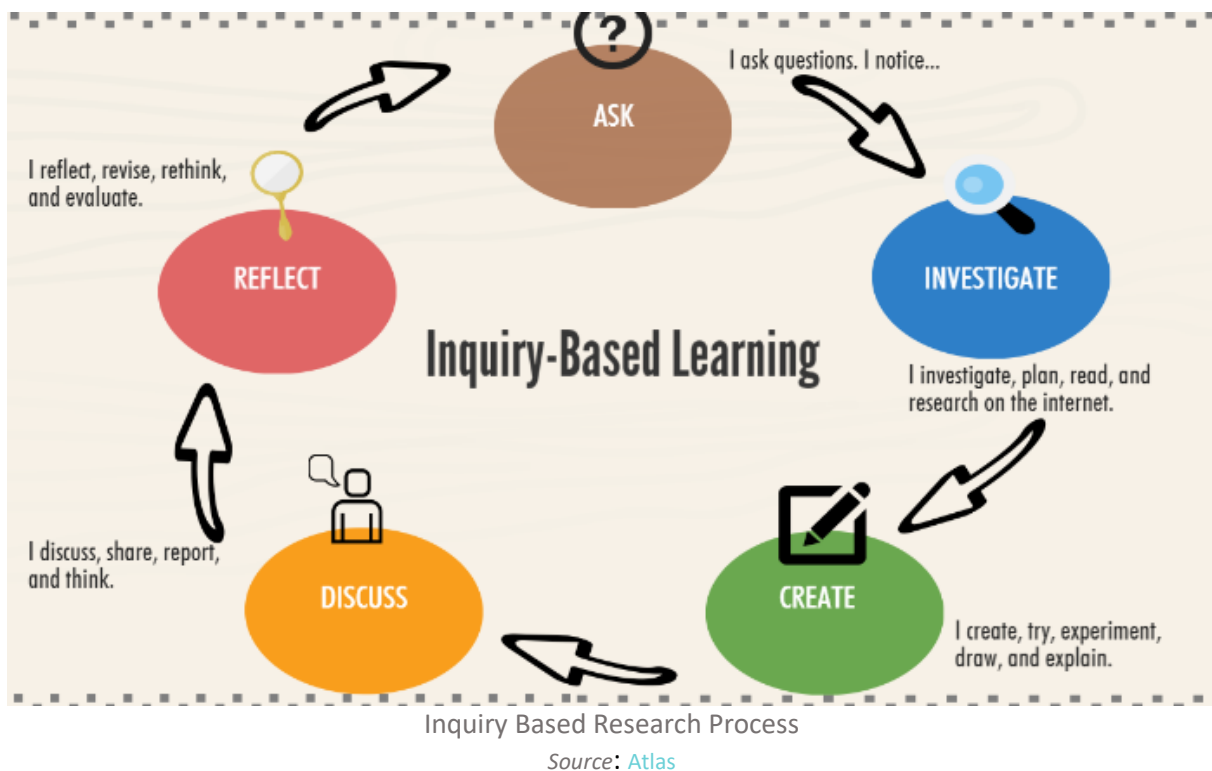 ?
ASK
I ask questions. I notice...
INVESTIGATE
I investigate, plan, read, and
research on the internet.
CREATE
I create, try, experiment,
draw, and explain.
DISCUSS
I discuss, share, report,
and think.
REFLECT
I reflect, revise, rethink,
and evaluate.
Inquiry-Based Learning
Inquiry Based Research Process
Source: Atlas